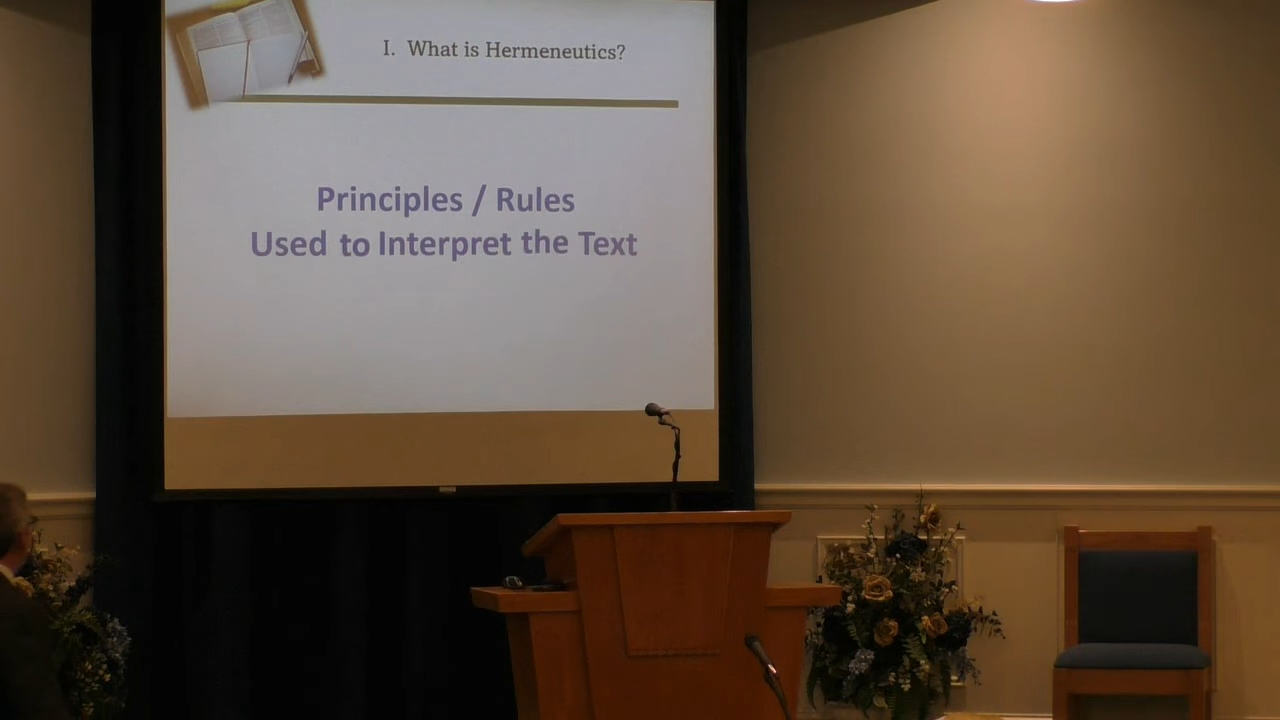 I. What is Hermeneutics?
Principles / Rules
Used to Interpret the Text